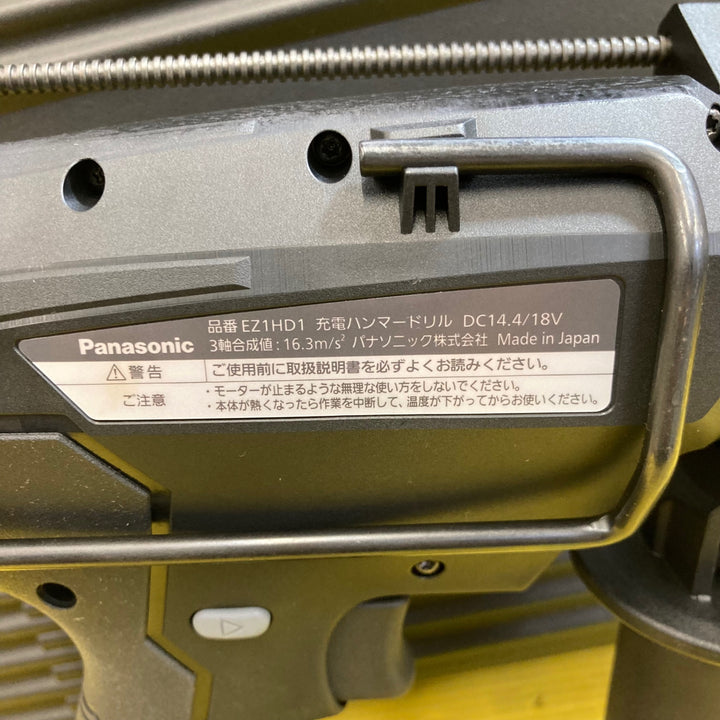 品番 EZ1HD1 充電ハンマードリル DC14.4/18V
Panasonic 3軸合成値:16.3m/s² パナソニック株式会社 Made in Japan
⚠警告 ご使用前に取扱説明書を必ずよくお読みください。
ご注意 ・モーターが止まるような無理な使い方をしないでください。
・本体が熱くなったら作業を中断して、温度が下がってからお使いください。